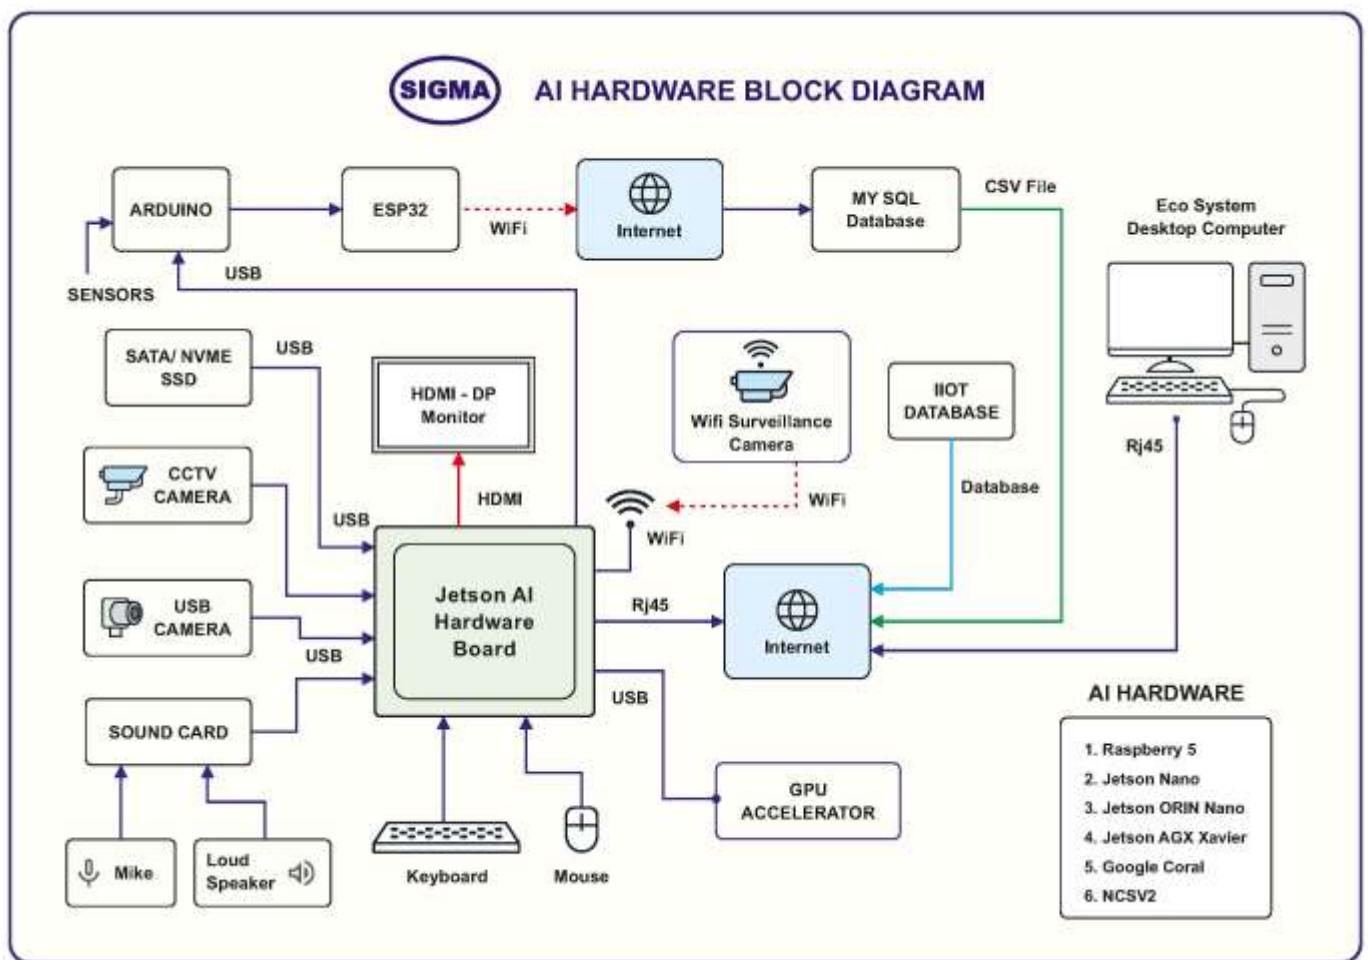 SIGMA
AI HARDWARE BLOCK DIAGRAM
ARDUINO
ESP32
WiFi
Internet
MY SQL
Database
CSV File
Eco System
Desktop Computer
SENSORS
USB
SATA/ NVME
SSD
USB
HDMI - DP
Monitor
Wifi Surveillance
Camera
IIOT
DATABASE
Rj45
CCTV
CAMERA
HDMI
WiFi
Database
USB
WiFi
USB
CAMERA
USB
Jetson AI
Hardware
Board
Rj45
Internet
USB
SOUND CARD
GPU
ACCELERATOR
Mike
Loud
Speaker
Keyboard
Mouse
AI HARDWARE
1. Raspberry 5
2. Jetson Nano
3. Jetson ORIN Nano
4. Jetson AGX Xavier
5. Google Coral
6. NCSV2